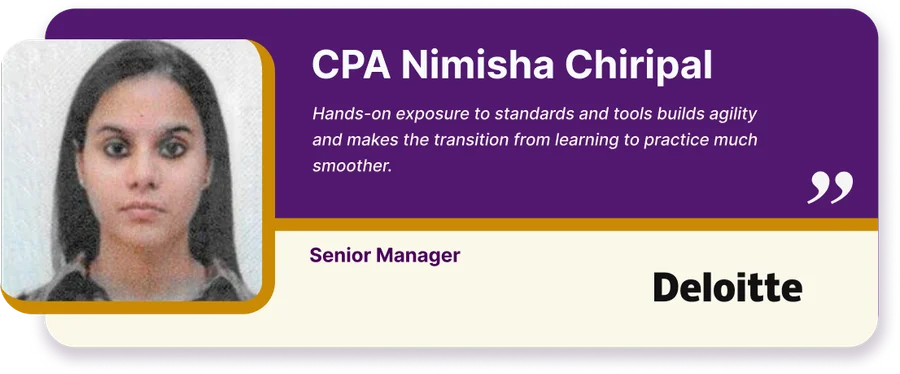 CPA Nimisha Chiripal
Hands-on exposure to standards and tools builds agility
and makes the transition from learning to practice much
smoother.
”
Senior Manager
Deloitte